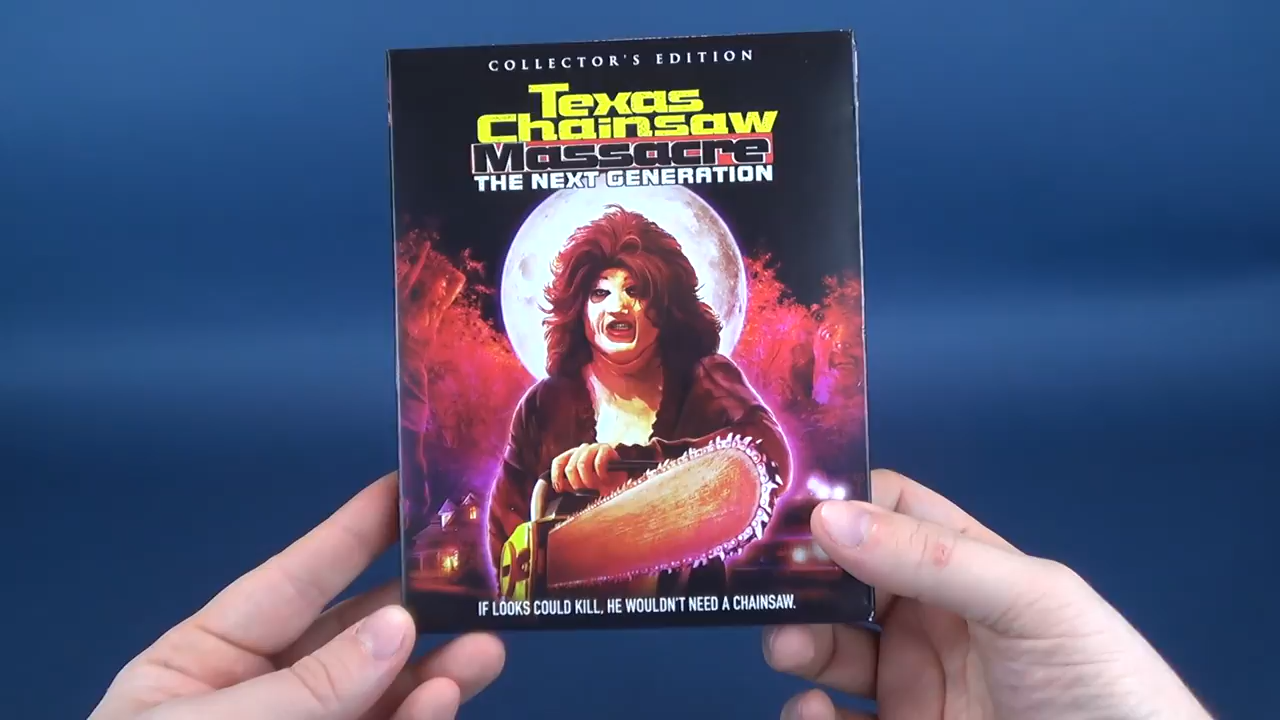 COLLECTOR'S EDITION
Texas
Chainsaw
Massacre
THE NEXT GENERATION
IF LOOKS COULD KILL, HE WOULDN'T NEED A CHAINSAW.